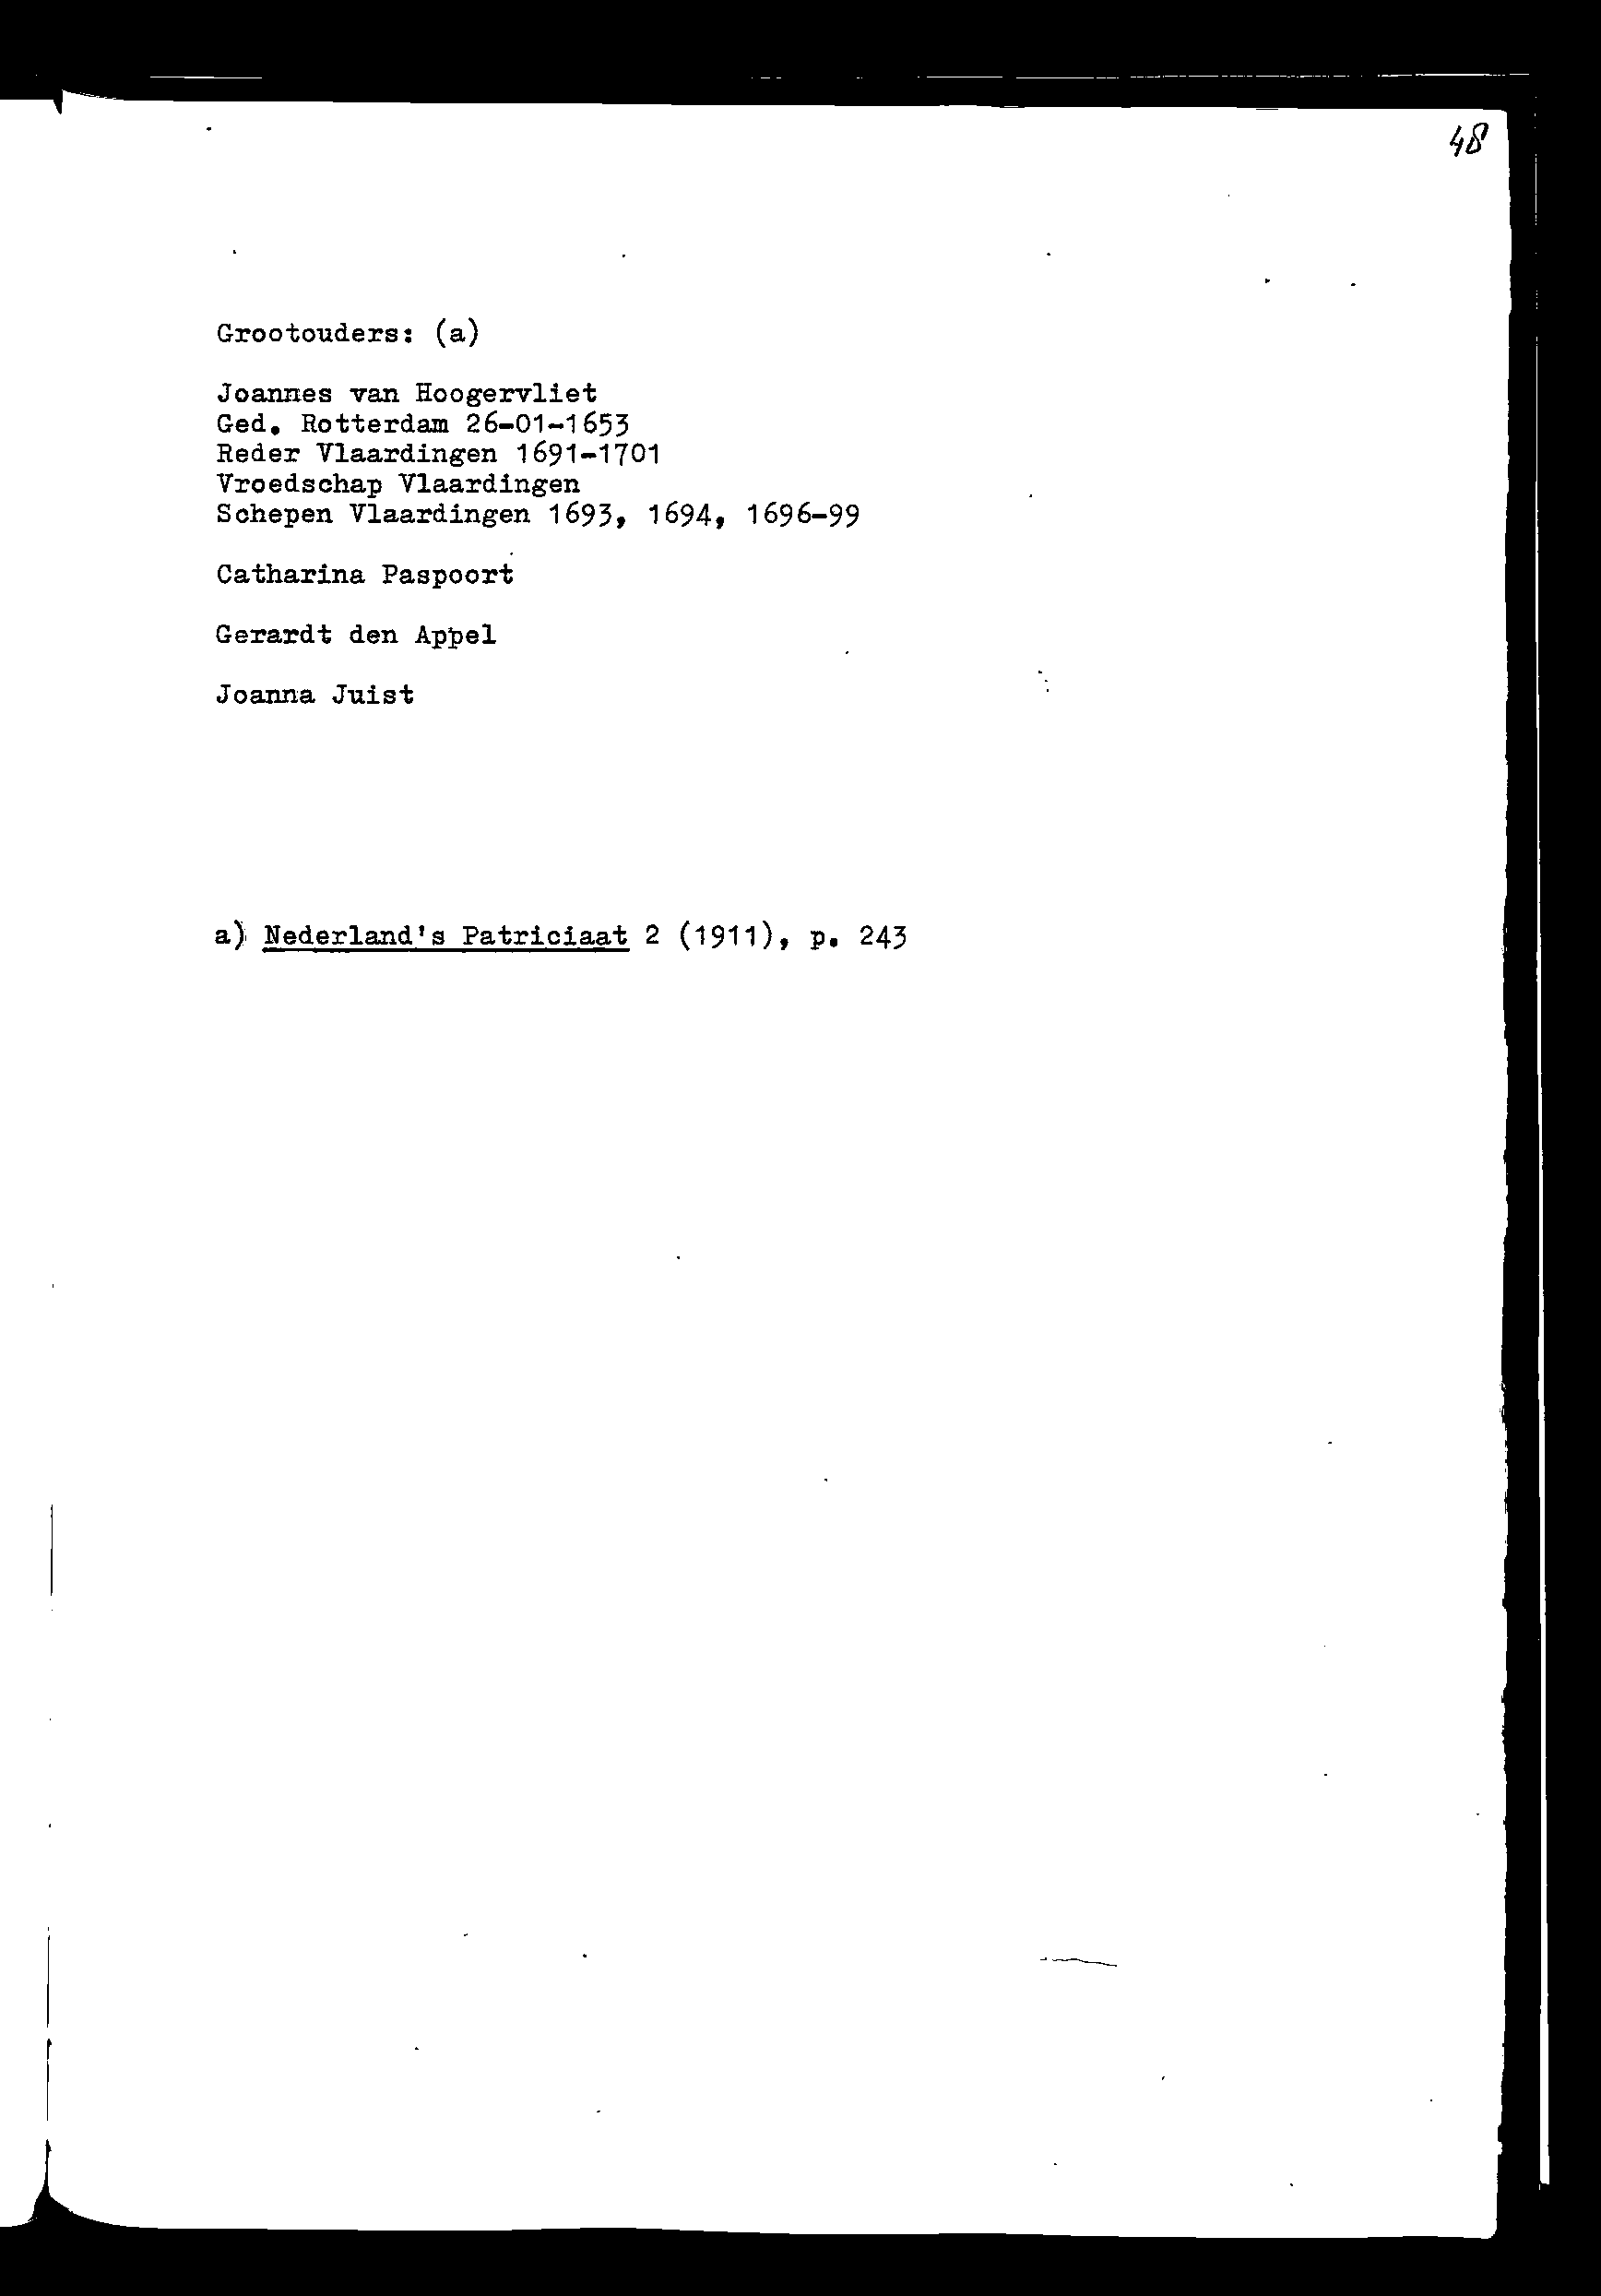 48
Grootouders: (a)
Joannes van Hoogervliet
Ged. Rotterdam 26-01-1653
Reder Vlaardingen 1691-1701
Vroedschap Vlaardingen
Schepen Vlaardingen 1693, 1694, 1696-99
Catharina Paspoort
Gerardt den Appel
Joanna Juist
a) Nederland's Patriciaat 2 (1911), p. 243